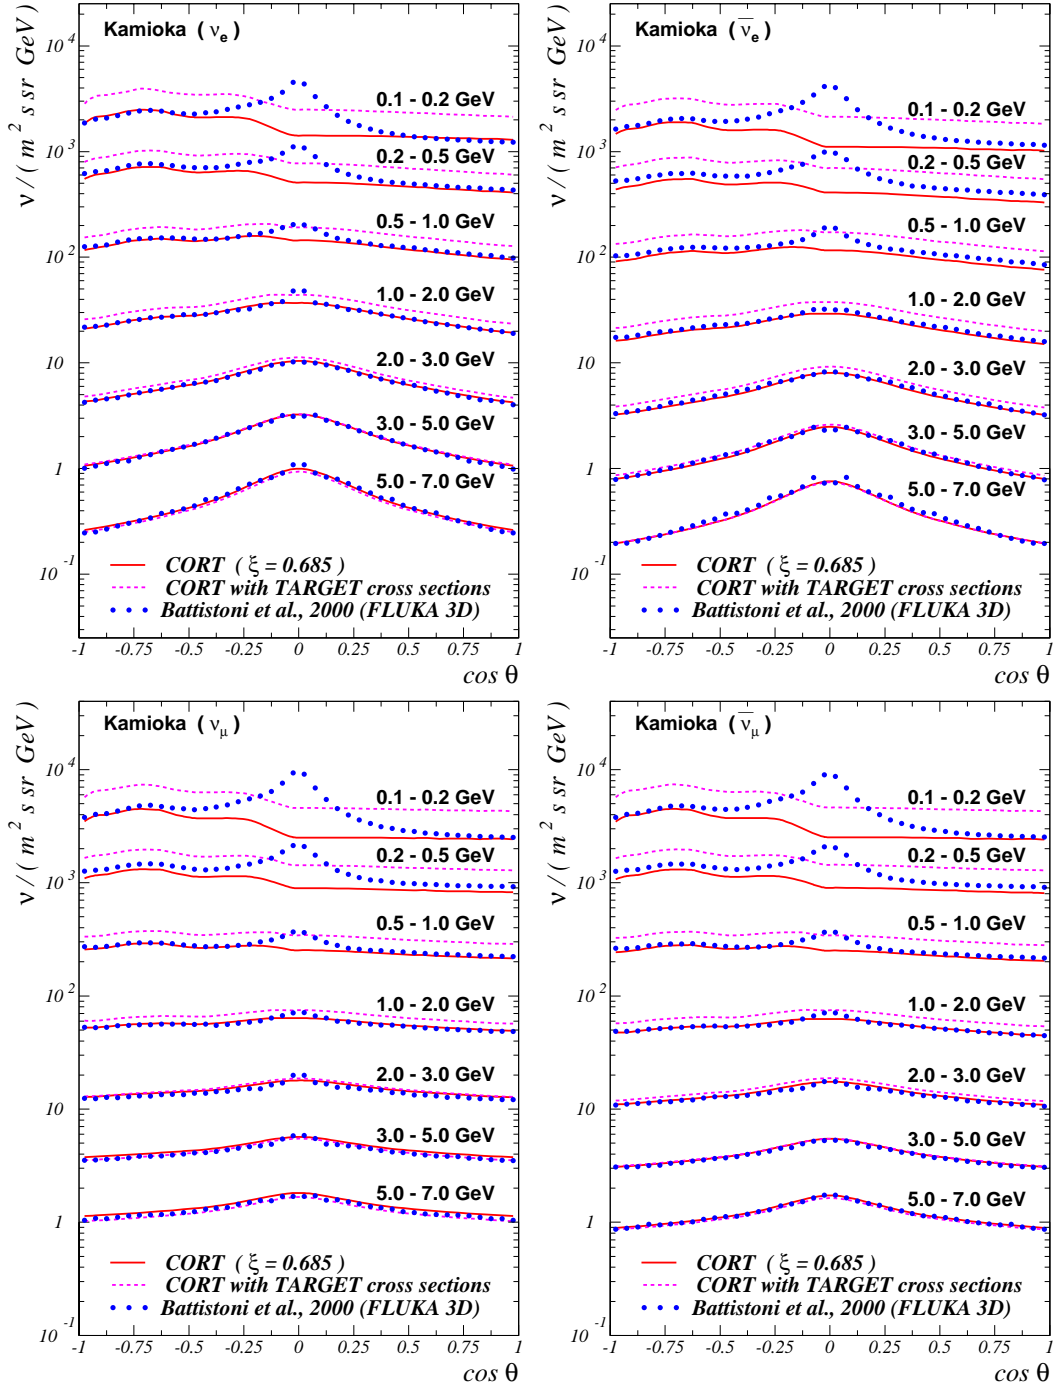 Kamioka ( νe )
ν / ( m² s sr GeV )
10⁴
10³
10²
10
1
10⁻¹
0.1 - 0.2 GeV
0.2 - 0.5 GeV
0.5 - 1.0 GeV
1.0 - 2.0 GeV
2.0 - 3.0 GeV
3.0 - 5.0 GeV
5.0 - 7.0 GeV
CORT ( ξ = 0.685 )
CORT with TARGET cross sections
Battistoni et al., 2000 (FLUKA 3D)
-1 -0.75 -0.5 -0.25 0 0.25 0.5 0.75 1
cos θ
Kamioka ( ν̅e )
ν / ( m² s sr GeV )
10⁴
10³
10²
10
1
10⁻¹
0.1 - 0.2 GeV
0.2 - 0.5 GeV
0.5 - 1.0 GeV
1.0 - 2.0 GeV
2.0 - 3.0 GeV
3.0 - 5.0 GeV
5.0 - 7.0 GeV
CORT ( ξ = 0.685 )
CORT with TARGET cross sections
Battistoni et al., 2000 (FLUKA 3D)
-1 -0.75 -0.5 -0.25 0 0.25 0.5 0.75 1
cos θ
Kamioka ( νμ )
ν / ( m² s sr GeV )
10⁴
10³
10²
10
1
10⁻¹
0.1 - 0.2 GeV
0.2 - 0.5 GeV
0.5 - 1.0 GeV
1.0 - 2.0 GeV
2.0 - 3.0 GeV
3.0 - 5.0 GeV
5.0 - 7.0 GeV
CORT ( ξ = 0.685 )
CORT with TARGET cross sections
Battistoni et al., 2000 (FLUKA 3D)
-1 -0.75 -0.5 -0.25 0 0.25 0.5 0.75 1
cos θ
Kamioka ( ν̅μ )
ν / ( m² s sr GeV )
10⁴
10³
10²
10
1
10⁻¹
0.1 - 0.2 GeV
0.2 - 0.5 GeV
0.5 - 1.0 GeV
1.0 - 2.0 GeV
2.0 - 3.0 GeV
3.0 - 5.0 GeV
5.0 - 7.0 GeV
CORT ( ξ = 0.685 )
CORT with TARGET cross sections
Battistoni et al., 2000 (FLUKA 3D)
-1 -0.75 -0.5 -0.25 0 0.25 0.5 0.75 1
cos θ